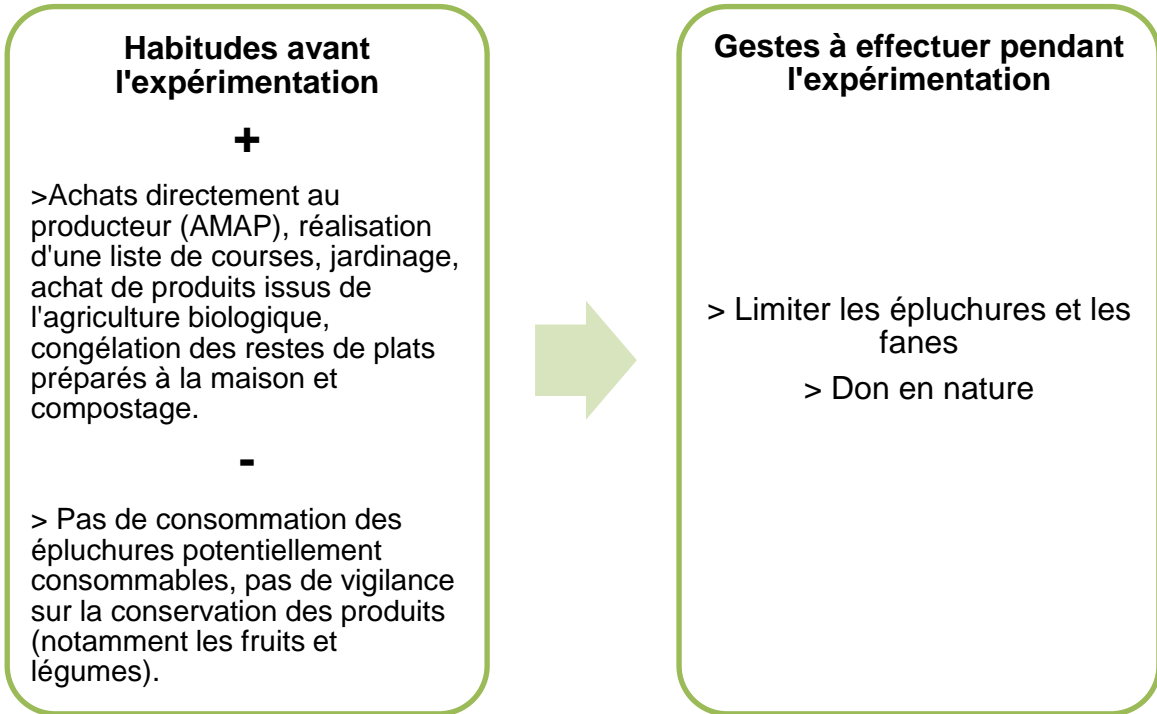 Habitudes avant
l'expérimentation
+
>Achats directement au
producteur (AMAP), réalisation
d'une liste de courses, jardinage,
achat de produits issus de
l'agriculture biologique,
congélation des restes de plats
préparés à la maison et
compostage.
-
> Pas de consommation des
épluchures potentiellement
consommables, pas de vigilance
sur la conservation des produits
(notamment les fruits et
légumes).
Gestes à effectuer pendant
l'expérimentation
> Limiter les épluchures et les
fanes
> Don en nature